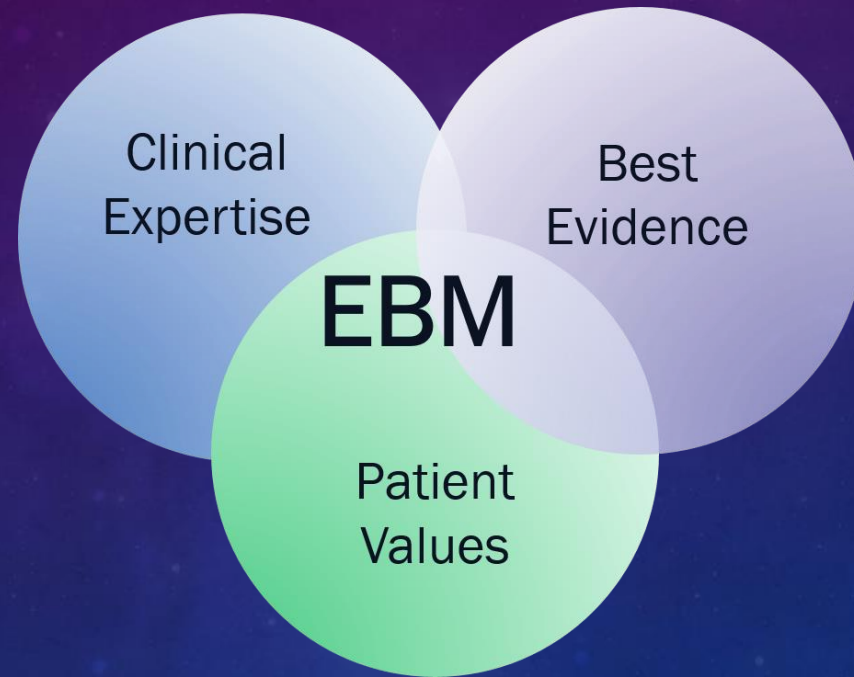 Clinical
Expertise
Best
Evidence
EBM
Patient
Values